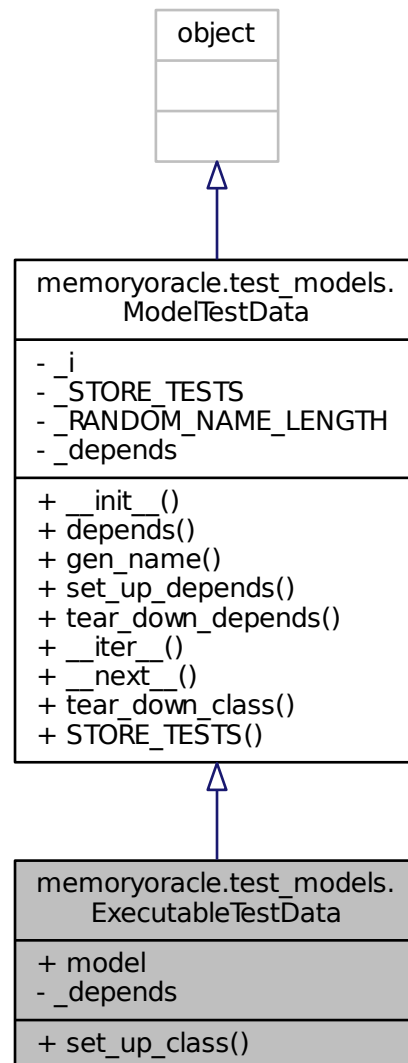 object
memoryoracle.test_models.
ModelTestData
- _i
- _STORE_TESTS
- _RANDOM_NAME_LENGTH
- _depends
+ __init__()
+ depends()
+ gen_name()
+ set_up_depends()
+ tear_down_depends()
+ __iter__()
+ __next__()
+ tear_down_class()
+ STORE_TESTS()
memoryoracle.test_models.
ExecutableTestData
+ model
- _depends
+ set_up_class()